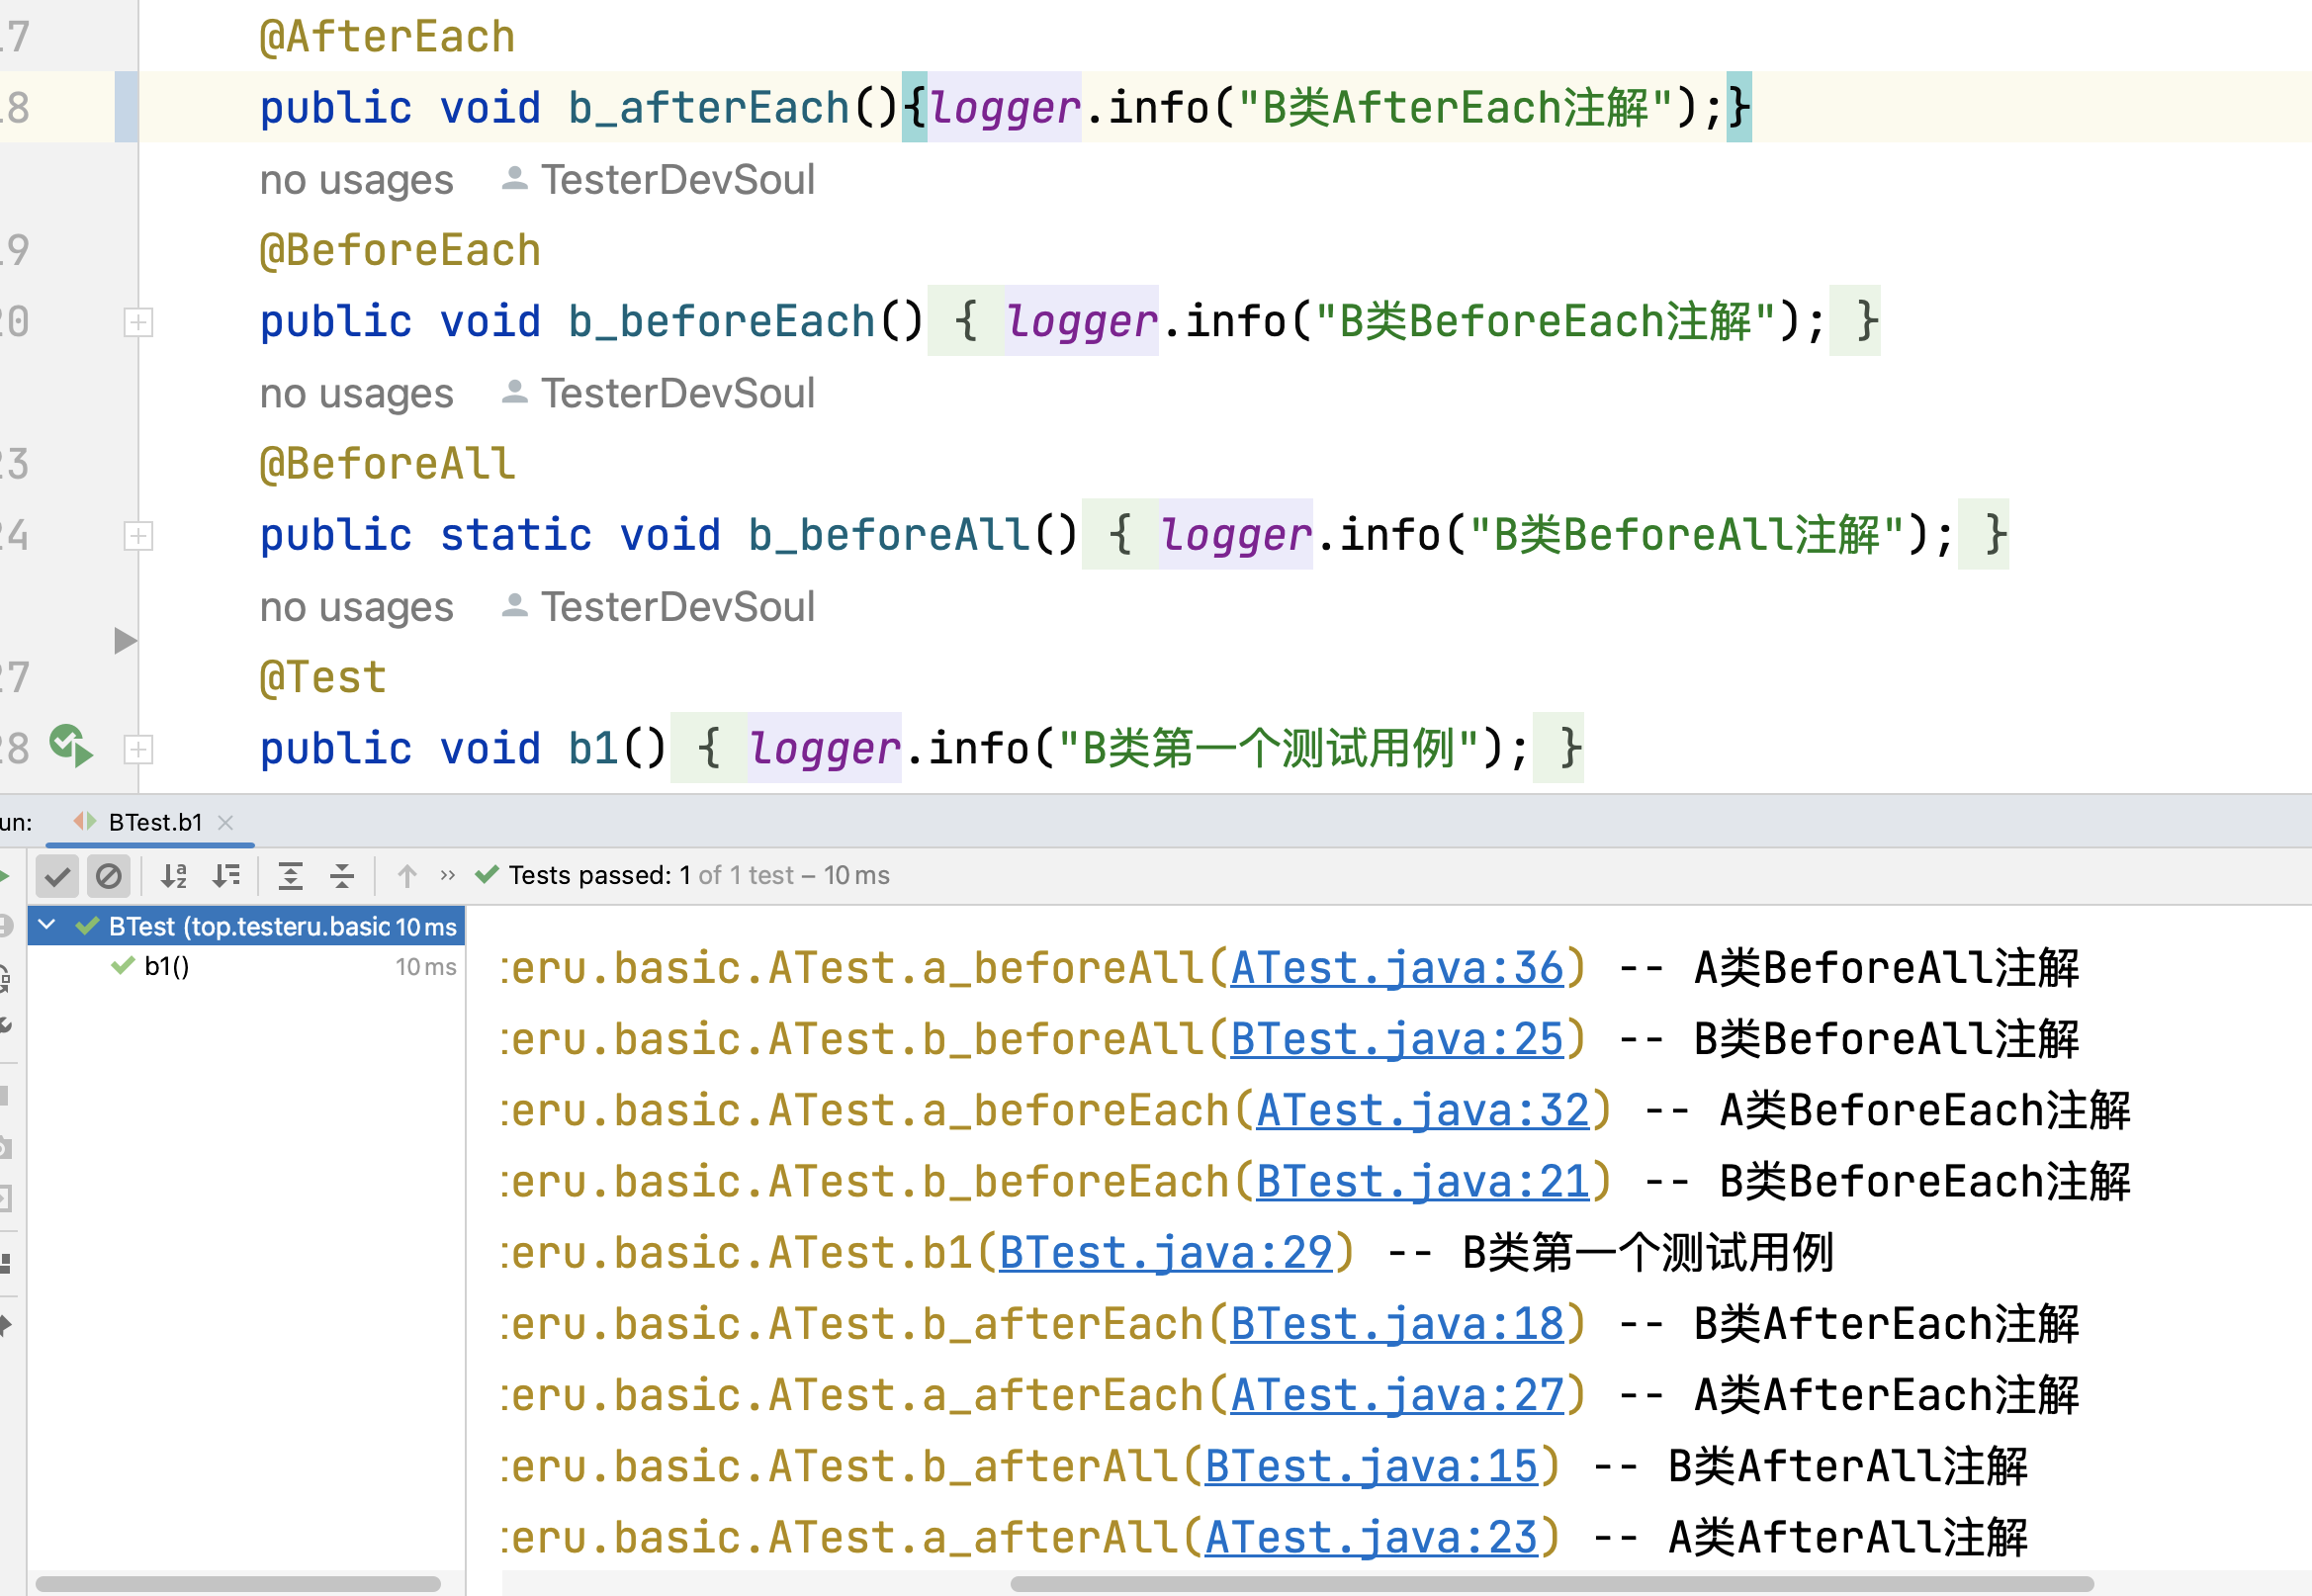 17
@AfterEach
18
public void b_afterEach(){logger.info("B类AfterEach注解");}
no usages TesterDevSoul
19
@BeforeEach
20
public void b_beforeEach() { logger.info("B类BeforeEach注解"); }
no usages TesterDevSoul
23
@BeforeAll
24
public static void b_beforeAll() { logger.info("B类BeforeAll注解"); }
no usages TesterDevSoul
27
@Test
28
public void b1() { logger.info("B类第一个测试用例"); }
un: BTest.b1
Tests passed: 1 of 1 test – 10 ms
BTest (top.testeru.basic 10 ms
b1() 10 ms
:eru.basic.ATest.a_beforeAll(ATest.java:36) -- A类BeforeAll注解
:eru.basic.ATest.b_beforeAll(BTest.java:25) -- B类BeforeAll注解
:eru.basic.ATest.a_beforeEach(ATest.java:32) -- A类BeforeEach注解
:eru.basic.ATest.b_beforeEach(BTest.java:21) -- B类BeforeEach注解
:eru.basic.ATest.b1(BTest.java:29) -- B类第一个测试用例
:eru.basic.ATest.b_afterEach(BTest.java:18) -- B类AfterEach注解
:eru.basic.ATest.a_afterEach(ATest.java:27) -- A类AfterEach注解
:eru.basic.ATest.b_afterAll(BTest.java:15) -- B类AfterAll注解
:eru.basic.ATest.a_afterAll(ATest.java:23) -- A类AfterAll注解